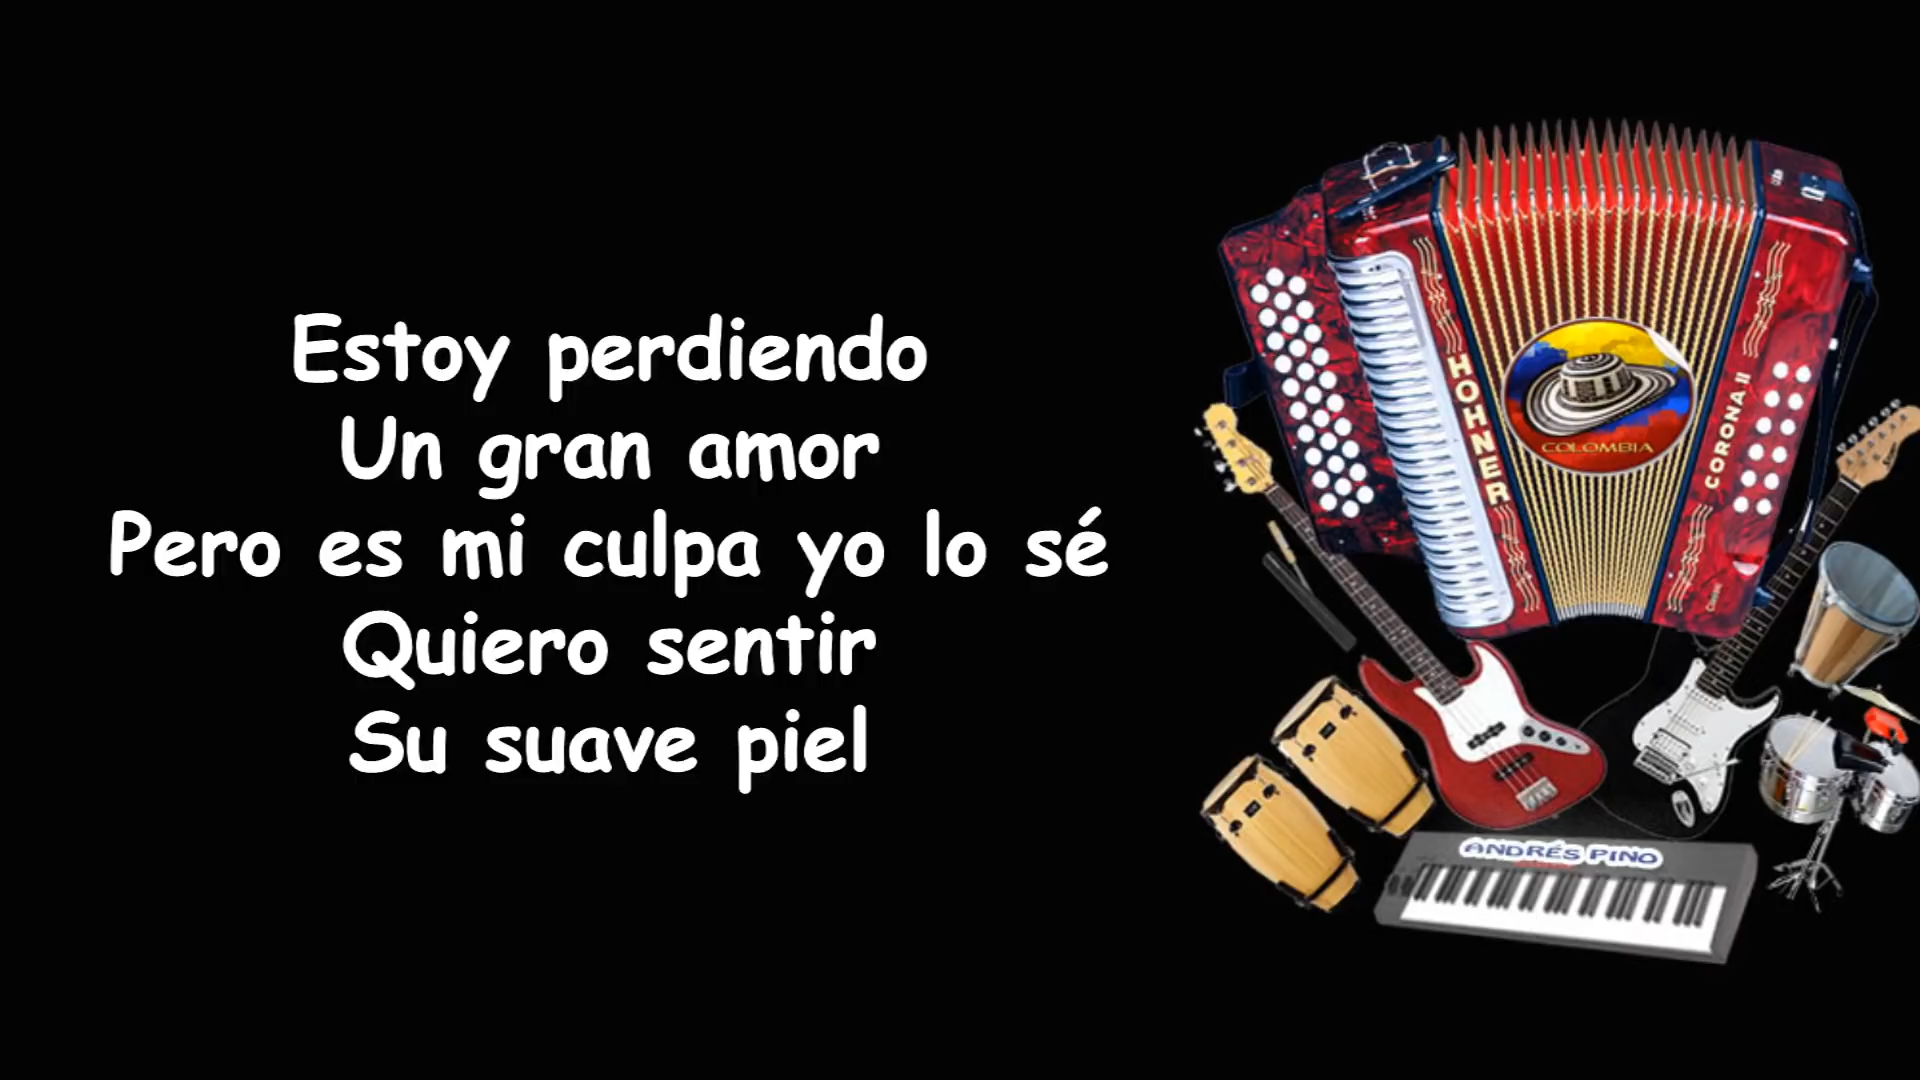 Estoy perdiendo
Un gran amor
Pero es mi culpa yo lo sé
Quiero sentir
Su suave piel
HOHNER
COLOMBIA
CORONA II
ANDRÉS PINO